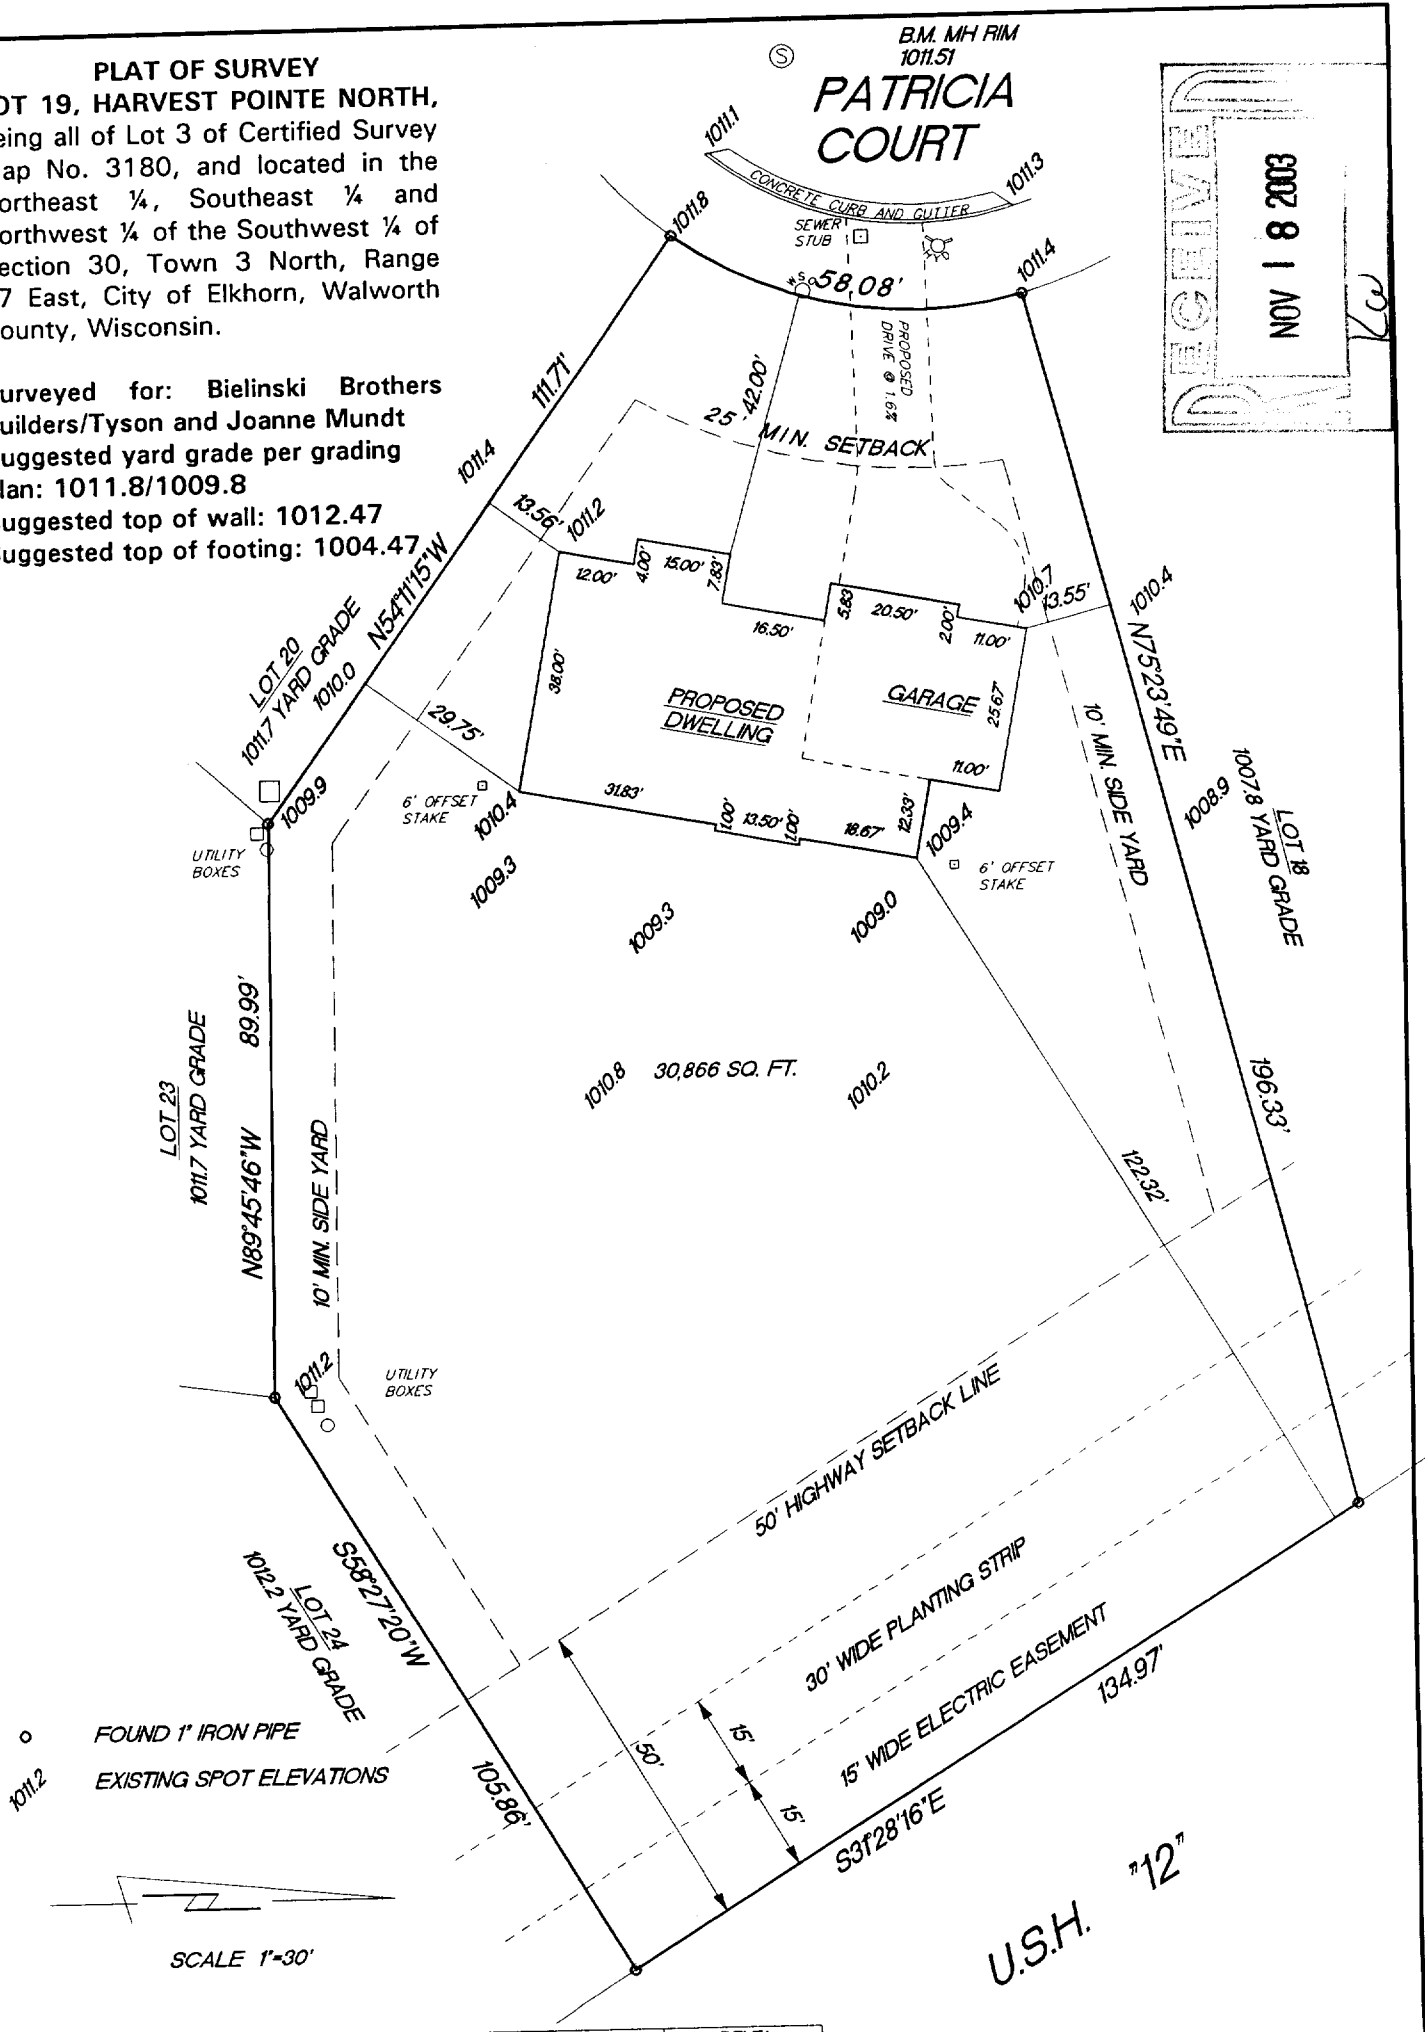 PLAT OF SURVEY
OT 19, HARVEST POINTE NORTH,
eing all of Lot 3 of Certified Survey
ap No. 3180, and located in the
ortheast ¼, Southeast ¼ and
orthwest ¼ of the Southwest ¼ of
ection 30, Town 3 North, Range
7 East, City of Elkhorn, Walworth
ounty, Wisconsin.
urveyed for: Bielinski Brothers
uilders/Tyson and Joanne Mundt
uggested yard grade per grading
lan: 1011.8/1009.8
uggested top of wall: 1012.47
uggested top of footing: 1004.47
S
B.M. MH RIM
1011.51
PATRICIA
COURT
RECEIVED
NOV 18 2003
1011.1
1011.3
CONCRETE CURB AND GUTTER
1011.8
SEWER
STUB
1011.4
WSO
58.08'
PROPOSED
DRIVE @ 1.6%
111.71'
42.00'
25' MIN. SETBACK
1011.4
13.56'
1011.2
N54°11'15"W
12.00'
4.00'
15.00'
7.83'
16.50'
5.83'
20.50'
2.00'
11.00'
1010.7
13.55'
1010.4
N75°23'49"E
LOT 20
1011.7 YARD GRADE
1010.0
29.75'
38.00'
PROPOSED
DWELLING
GARAGE
25.67'
11.00'
10' MIN. SIDE YARD
1009.9
6' OFFSET
STAKE
1010.4
31.83'
1.00'
13.50'
1.00'
18.67'
12.33'
1009.4
6' OFFSET
STAKE
1008.9
LOT 18
1007.8 YARD GRADE
UTILITY
BOXES
1009.3
1009.3
1009.0
89.99'
N89°45'46"W
LOT 23
1011.7 YARD GRADE
10' MIN. SIDE YARD
1010.8
30,866 SQ. FT.
1010.2
196.33'
122.32'
1011.2
UTILITY
BOXES
50' HIGHWAY SETBACK LINE
S58°27'20"W
LOT 24
1012.2 YARD GRADE
30' WIDE PLANTING STRIP
15' WIDE ELECTRIC EASEMENT
134.97'
50'
15'
15'
105.86'
S31°28'16"E
U.S.H. "12"
FOUND 1" IRON PIPE
1011.2
EXISTING SPOT ELEVATIONS
SCALE 1"=30'